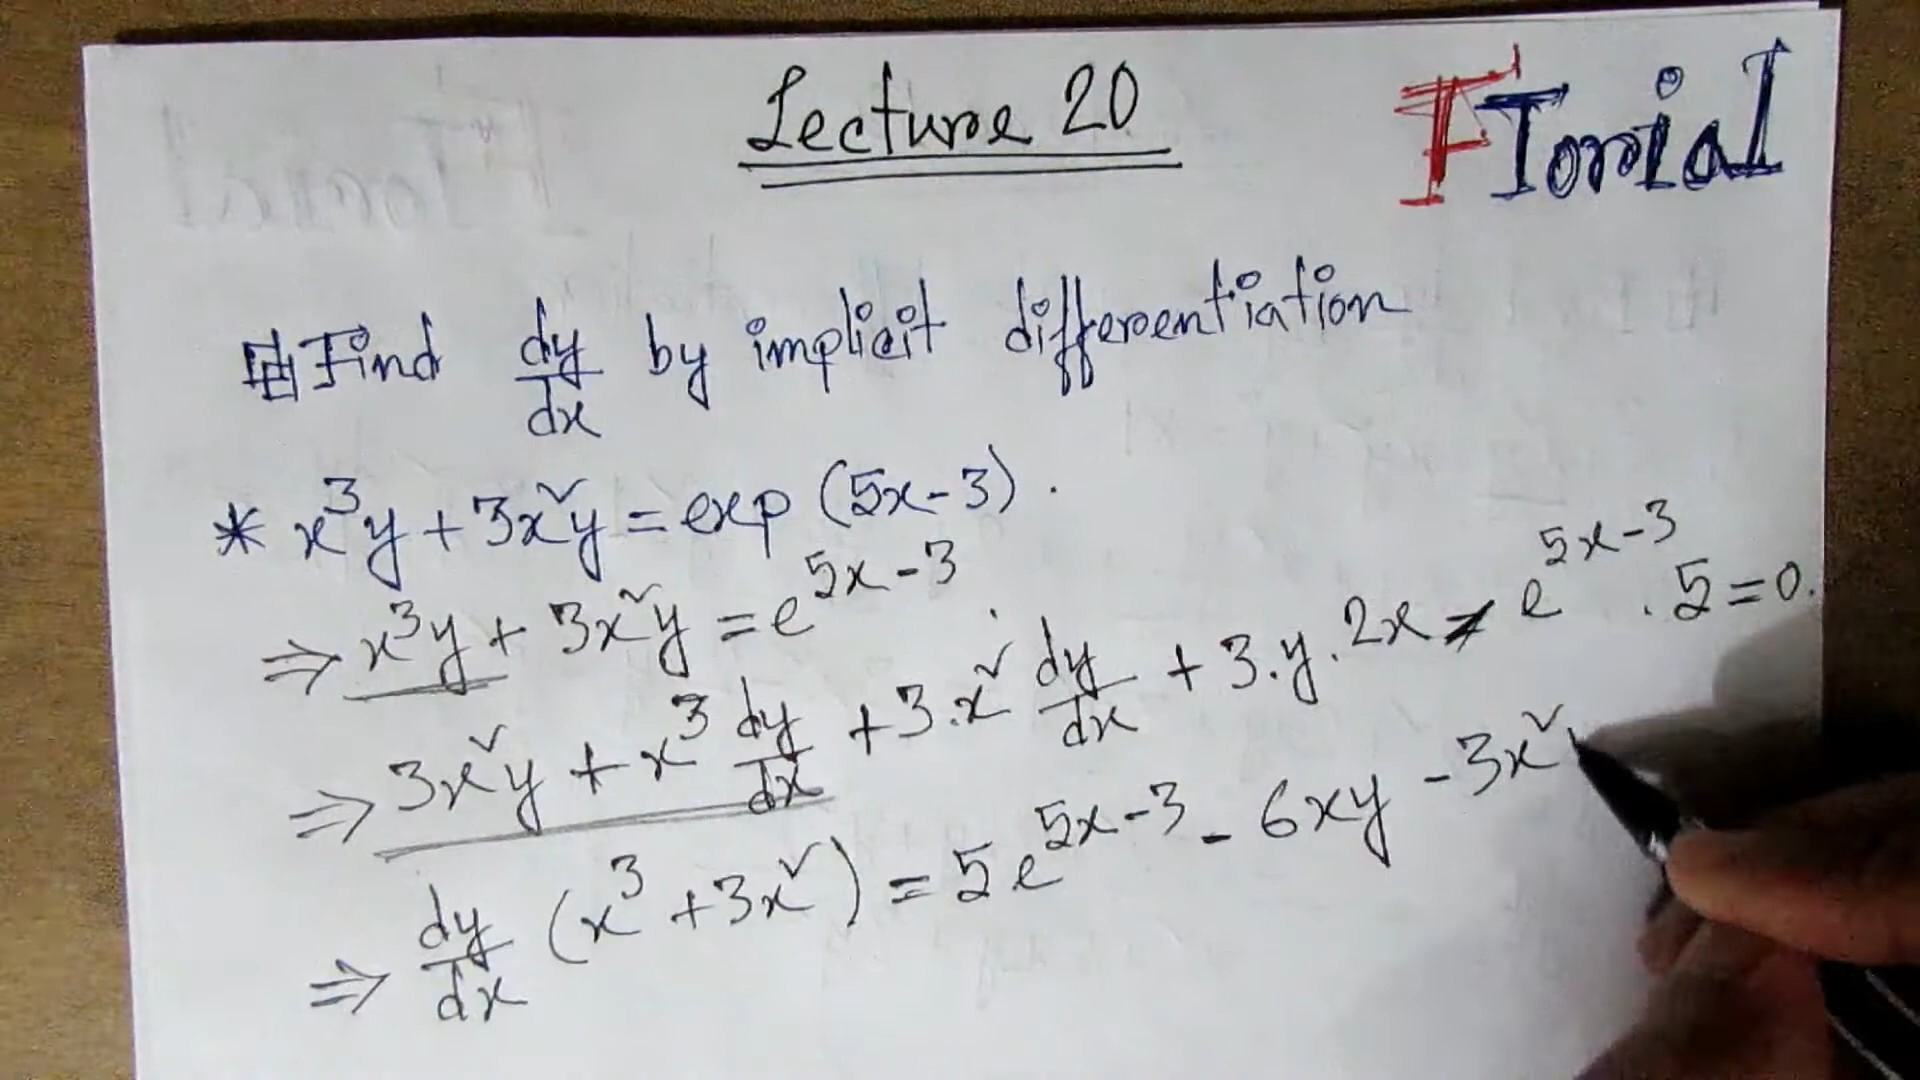 Lecture 20
FTorial
Find dy/dx by implicit differentiation
* x³y + 3x²y = exp (5x-3).
⇒ x³y + 3x²y = e^(5x-3).
⇒ 3x²y + x³ dy/dx + 3.x² dy/dx + 3.y.2x - e^(5x-3) . 5 = 0.
⇒ dy/dx (x³ + 3x²) = 5e^(5x-3) - 6xy - 3x²